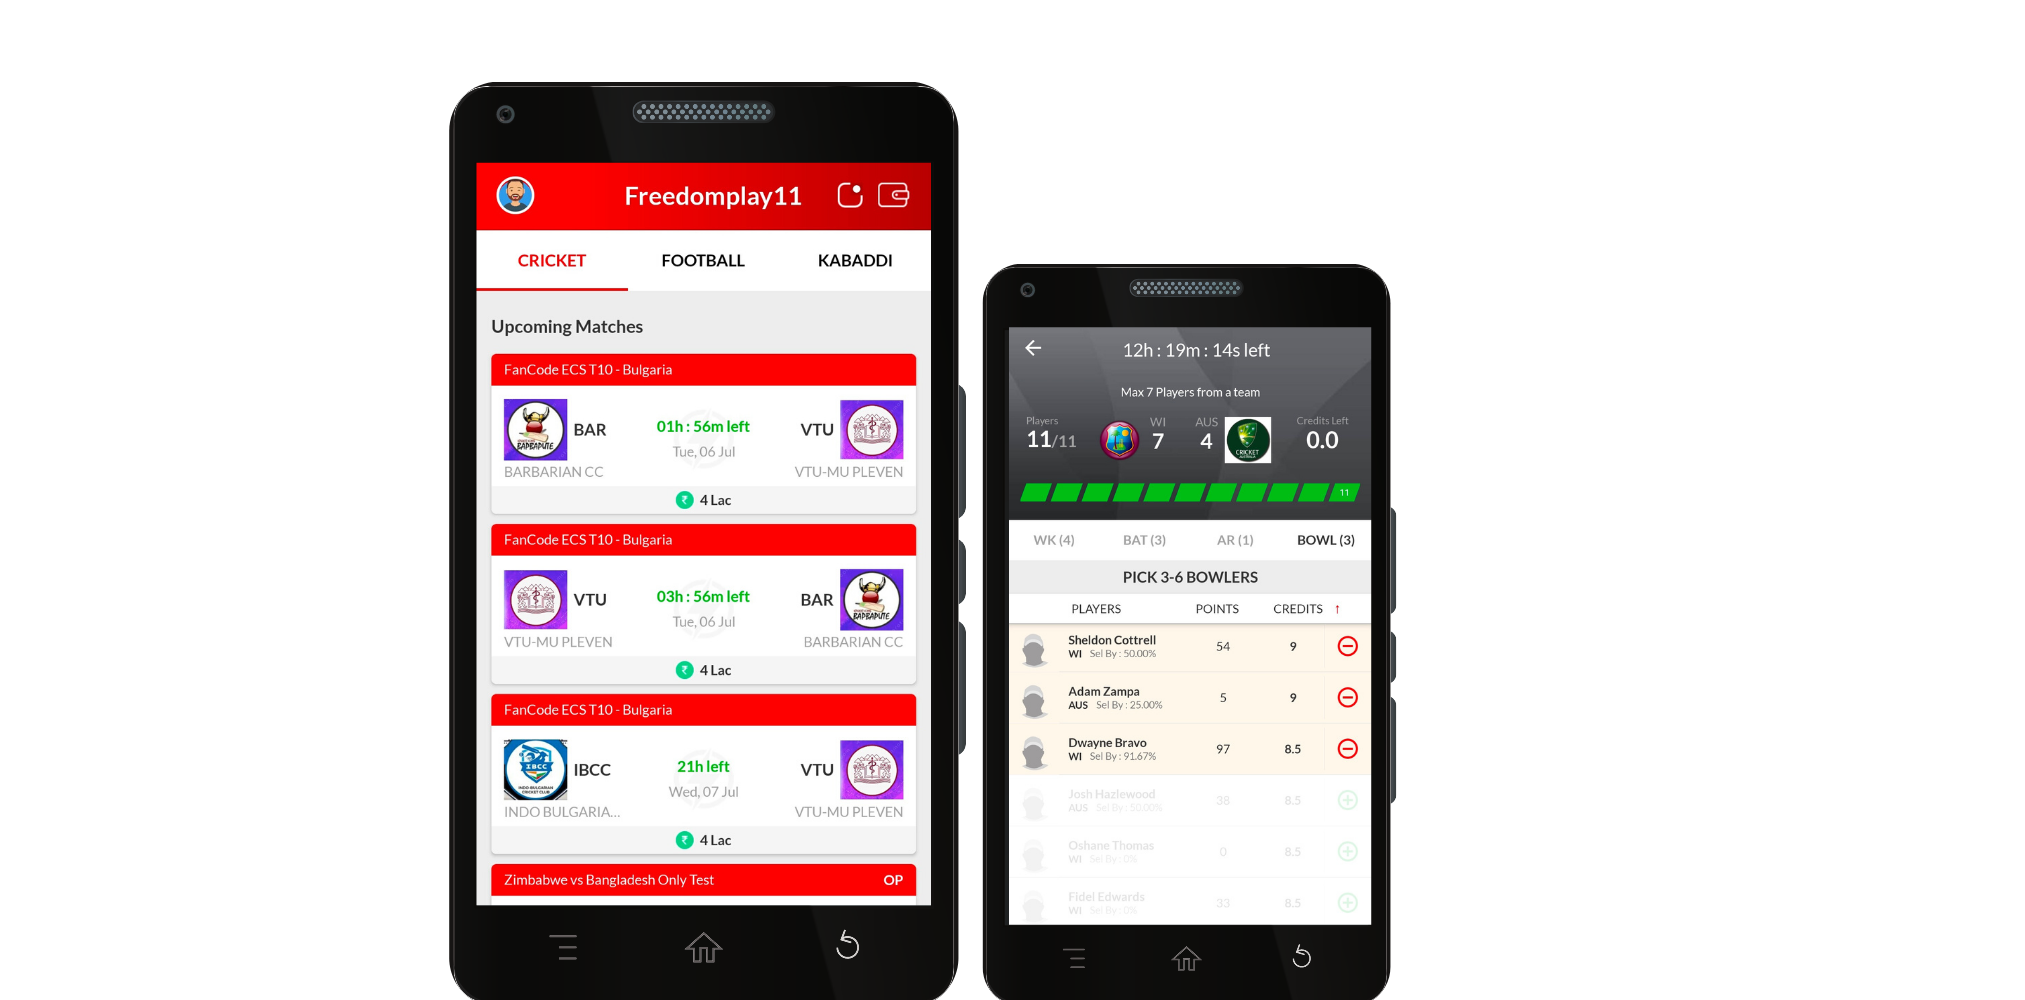 Freedomplay11
CRICKET FOOTBALL KABADDI
Upcoming Matches
FanCode ECS T10 - Bulgaria
BAR 01h : 56m left VTU
Tue, 06 Jul
BARBARIAN CC VTU-MU PLEVEN
₹ 4 Lac
FanCode ECS T10 - Bulgaria
VTU 03h : 56m left BAR
Tue, 06 Jul
VTU-MU PLEVEN BARBARIAN CC
₹ 4 Lac
FanCode ECS T10 - Bulgaria
IBCC
IBCC 21h left VTU
INDO BULGARIAN
CRICKET CLUB
Wed, 07 Jul
INDO BULGARIA... VTU-MU PLEVEN
₹ 4 Lac
Zimbabwe vs Bangladesh Only Test OP
12h : 19m : 14s left
Max 7 Players from a team
Players WI AUS Credits Left
11/11 7 4 0.0
CRICKET
AUSTRALIA
11
WK (4) BAT (3) AR (1) BOWL (3)
PICK 3-6 BOWLERS
PLAYERS POINTS CREDITS ↑
Sheldon Cottrell 54 9
WI Sel By : 50.00%
Adam Zampa 5 9
AUS Sel By : 25.00%
Dwayne Bravo 97 8.5
WI Sel By : 91.67%
Josh Hazlewood 38 8.5
AUS Sel By : 50.00%
Oshane Thomas 0 8.5
WI Sel By : 0%
Fidel Edwards 33 8.5
WI Sel By : 0%